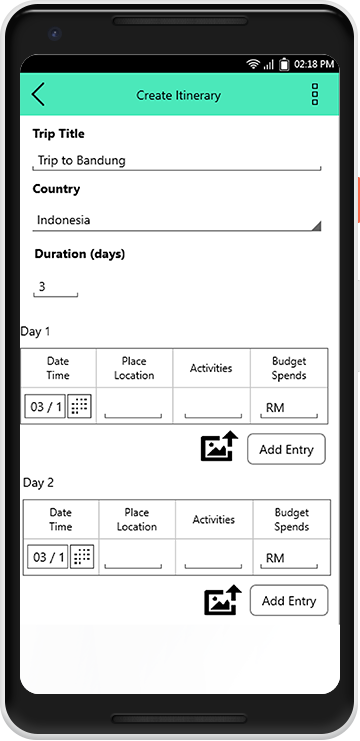 02:18 PM
Create Itinerary
Trip Title
Trip to Bandung
Country
Indonesia
Duration (days)
3
Day 1
Date Time Place Location Activities Budget Spends
03 / 1 RM
Add Entry
Day 2
Date Time Place Location Activities Budget Spends
03 / 1 RM
Add Entry